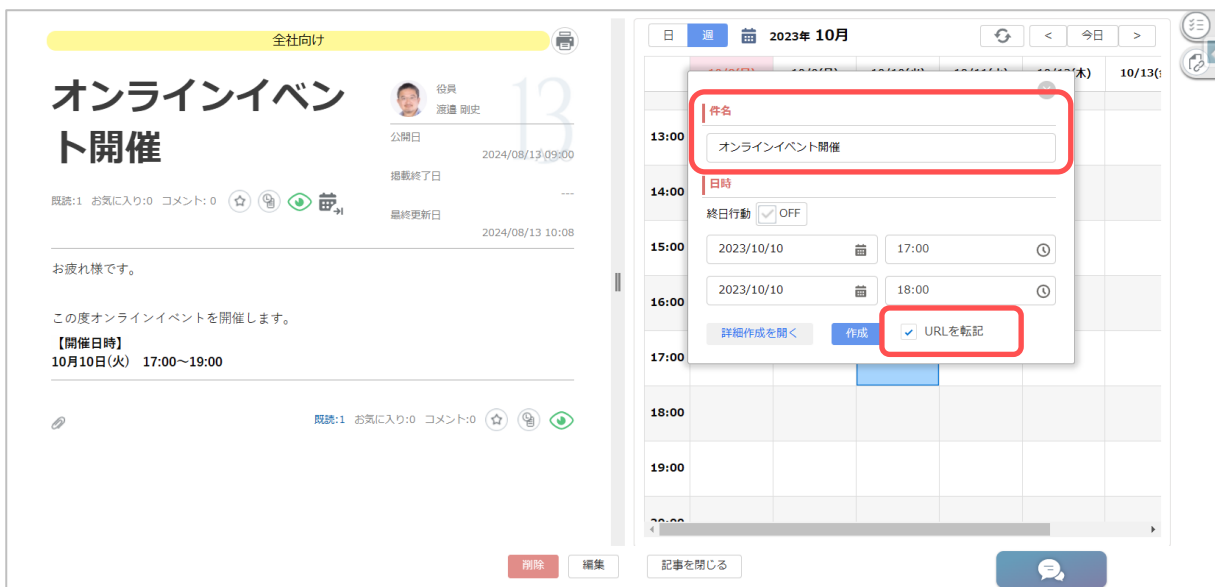 全社向け
オンラインイベン
ト開催
役員
渡邉 剛史
13
公開日
2024/08/13 09:00
掲載終了日
---
最終更新日
2024/08/13 10:08
既読:1 お気に入り:0 コメント: 0
お疲れ様です。
この度オンラインイベントを開催します。
【開催日時】
10月10日(火) 17:00～19:00
既読:1 お気に入り:0 コメント:0
削除
編集
日
週
2023年 10月
<
今日
>
13:00
14:00
15:00
16:00
17:00
18:00
19:00
件名
オンラインイベント開催
日時
終日行動 OFF
2023/10/10
17:00
2023/10/10
18:00
詳細作成を開く
作成
URLを転記
記事を閉じる